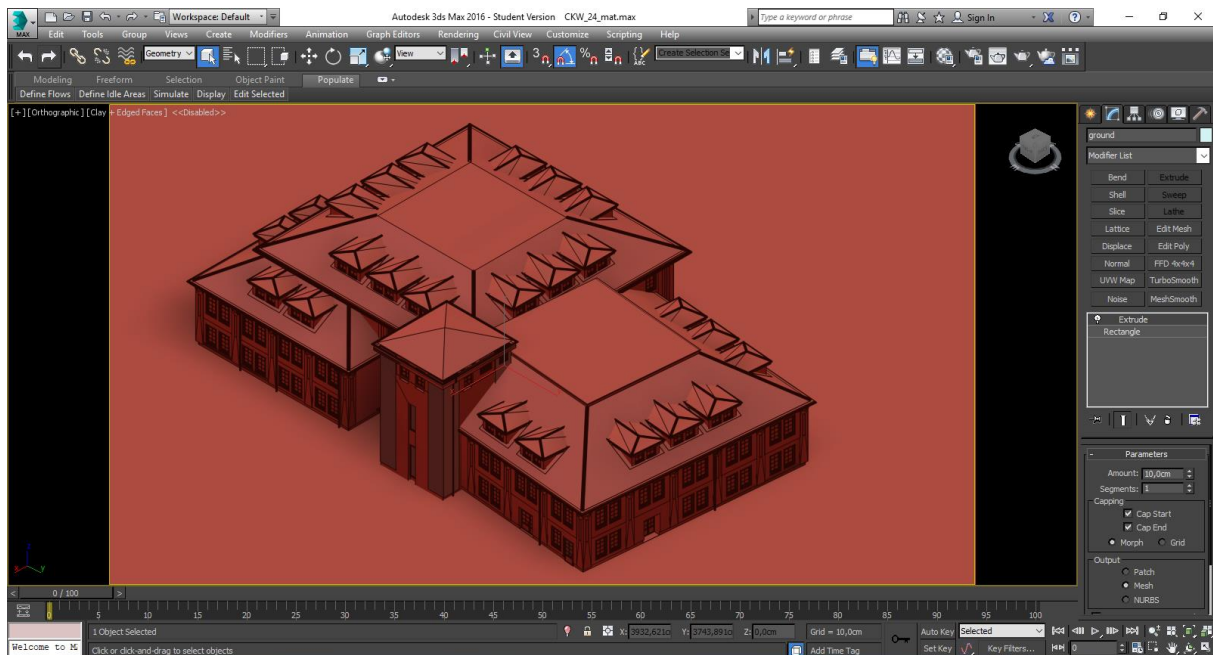 Workspace: Default
Autodesk 3ds Max 2016 - Student Version CKW_24_mat.max
Type a keyword or phrase
Sign In
MAX
Edit Tools Group Views Create Modifiers Animation Graph Editors Rendering Civil View Customize Scripting Help
Geometry
View
Create Selection Se
Modeling Freeform Selection Object Paint Populate
Define Flows Define Idle Areas Simulate Display Edit Selected
[+] [Orthographic] [Clay + Edged Faces ] <<Disabled>>
ground
Modifier List
Bend Extrude
Shell Sweep
Slice Lathe
Lattice Edit Mesh
Displace Edit Poly
Normal FFD 4x4x4
UVW Map TurboSmooth
Noise MeshSmooth
Extrude
Rectangle
- Parameters
Amount: 10,0cm
Segments: 1
Capping
Cap Start
Cap End
Morph Grid
Output
Patch
Mesh
NURBS
z
x y
< 0 / 100 >
0 5 10 15 20 25 30 35 40 45 50 55 60 65 70 75 80 85 90 95 100
1 Object Selected
X: 3932,621c Y: 3743,891c Z: 0,0cm
Grid = 10,0cm
Auto Key Selected
Welcome to M
Click or click-and-drag to select objects
Add Time Tag
Set Key Key Filters...
0